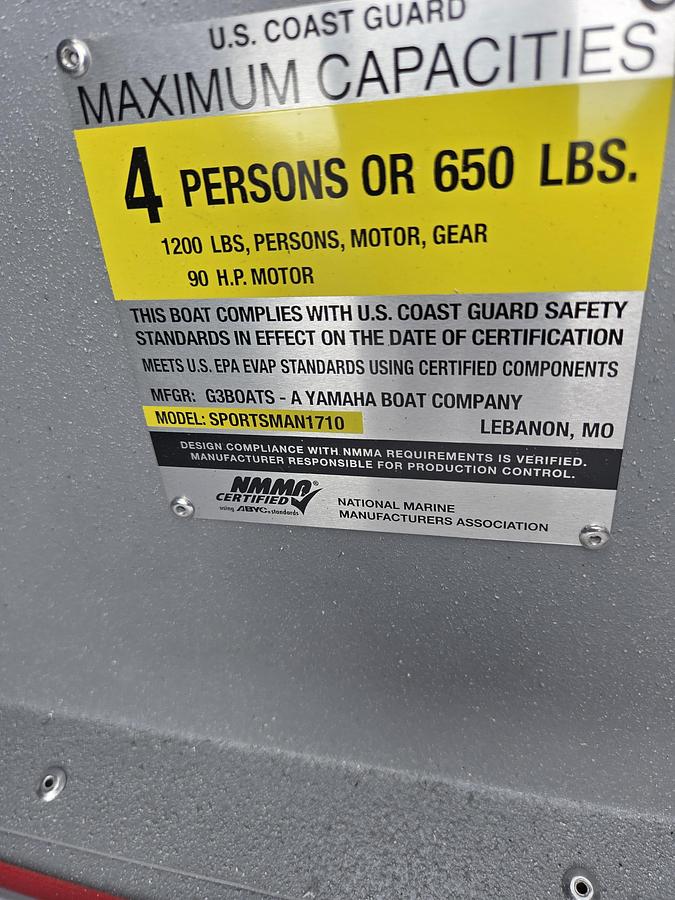 U.S. COAST GUARD
MAXIMUM CAPACITIES
4 PERSONS OR 650 LBS.
1200 LBS, PERSONS, MOTOR, GEAR
90 H.P. MOTOR
THIS BOAT COMPLIES WITH U.S. COAST GUARD SAFETY
STANDARDS IN EFFECT ON THE DATE OF CERTIFICATION
MEETS U.S. EPA EVAP STANDARDS USING CERTIFIED COMPONENTS
MFGR: G3BOATS - A YAMAHA BOAT COMPANY
MODEL: SPORTSMAN1710 LEBANON, MO
DESIGN COMPLIANCE WITH NMMA REQUIREMENTS IS VERIFIED.
MANUFACTURER RESPONSIBLE FOR PRODUCTION CONTROL.
NMMA®
CERTIFIED
using ABYC standards
NATIONAL MARINE
MANUFACTURERS ASSOCIATION